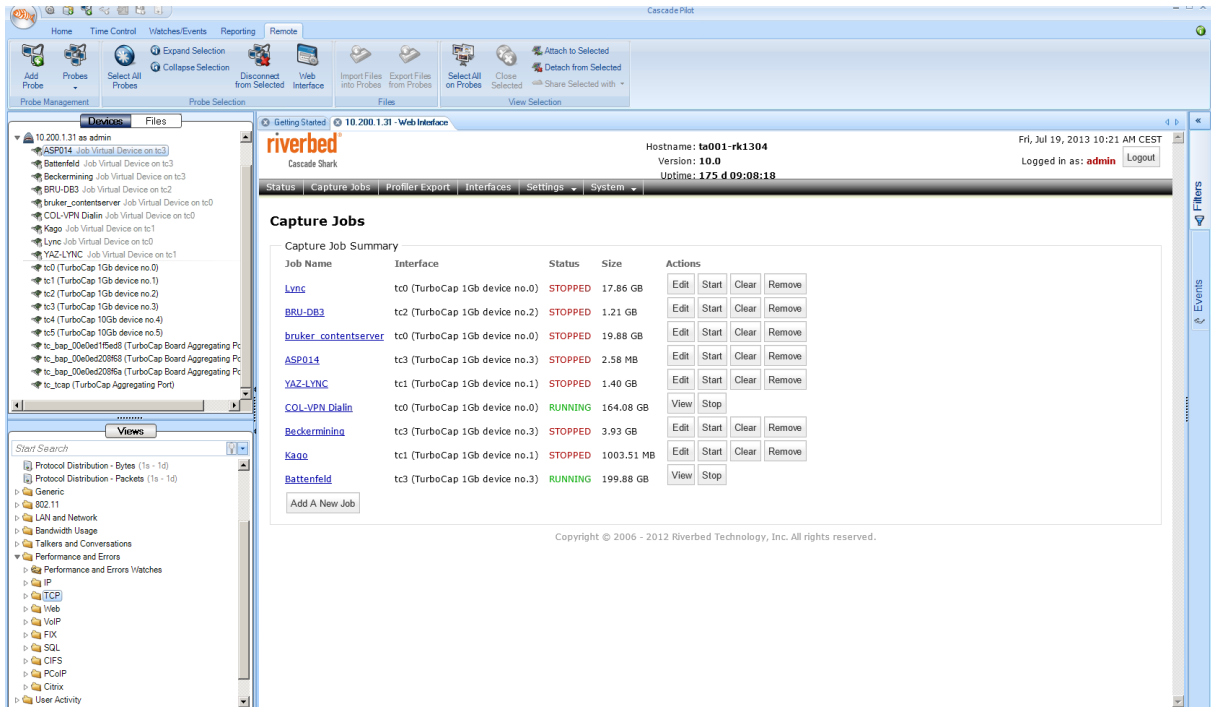 Cascade Pilot
Home Time Control Watches/Events Reporting Remote
Add Probe
Probes
Select All Probes
Expand Selection
Collapse Selection
Disconnect from Selected
Web Interface
Import Files into Probes
Export Files from Probes
Select All on Probes
Close Selected
Attach to Selected
Detach from Selected
Share Selected with
Probe Management Probe Selection Files View Selection
Devices Files
10.200.1.31 as admin
ASP014 Job Virtual Device on tc3
Battenfeld Job Virtual Device on tc3
Beckermining Job Virtual Device on tc3
BRU-DB3 Job Virtual Device on tc2
bruker_contentserver Job Virtual Device on tc0
COL-VPN Dialin Job Virtual Device on tc0
Kago Job Virtual Device on tc1
Lync Job Virtual Device on tc0
YAZ-LYNC Job Virtual Device on tc1
tc0 (TurboCap 1Gb device no.0)
tc1 (TurboCap 1Gb device no.1)
tc2 (TurboCap 1Gb device no.2)
tc3 (TurboCap 1Gb device no.3)
tc4 (TurboCap 10Gb device no.4)
tc5 (TurboCap 10Gb device no.5)
tc_bap_00e0ed1f5ed8 (TurboCap Board Aggregating Pc
tc_bap_00e0ed208f68 (TurboCap Board Aggregating Pc
tc_bap_00e0ed208f6a (TurboCap Board Aggregating Pc
tc_tcap (TurboCap Aggregating Port)
Views
Start Search
Protocol Distribution - Bytes (1s - 1d)
Protocol Distribution - Packets (1s - 1d)
Generic
802.11
LAN and Network
Bandwidth Usage
Talkers and Conversations
Performance and Errors
Performance and Errors Watches
IP
TCP
Web
VoIP
FIX
SQL
CIFS
PCoIP
Citrix
User Activity
Getting Started 10.200.1.31 - Web Interface
riverbed
Cascade Shark
Hostname: ta001-rk1304
Version: 10.0
Uptime: 175 d 09:08:18
Fri, Jul 19, 2013 10:21 AM CEST
Logged in as: admin Logout
Status Capture Jobs Profiler Export Interfaces Settings System
Capture Jobs
Capture Job Summary
Job Name Interface Status Size Actions
Lync tc0 (TurboCap 1Gb device no.0) STOPPED 17.86 GB Edit Start Clear Remove
BRU-DB3 tc2 (TurboCap 1Gb device no.2) STOPPED 1.21 GB Edit Start Clear Remove
bruker_contentserver tc0 (TurboCap 1Gb device no.0) STOPPED 19.88 GB Edit Start Clear Remove
ASP014 tc3 (TurboCap 1Gb device no.3) STOPPED 2.58 MB Edit Start Clear Remove
YAZ-LYNC tc1 (TurboCap 1Gb device no.1) STOPPED 1.40 GB Edit Start Clear Remove
COL-VPN Dialin tc0 (TurboCap 1Gb device no.0) RUNNING 164.08 GB View Stop
Beckermining tc3 (TurboCap 1Gb device no.3) STOPPED 3.93 GB Edit Start Clear Remove
Kago tc1 (TurboCap 1Gb device no.1) STOPPED 1003.51 MB Edit Start Clear Remove
Battenfeld tc3 (TurboCap 1Gb device no.3) RUNNING 199.88 GB View Stop
Add A New Job
Copyright © 2006 - 2012 Riverbed Technology, Inc. All rights reserved.
Filters
Events